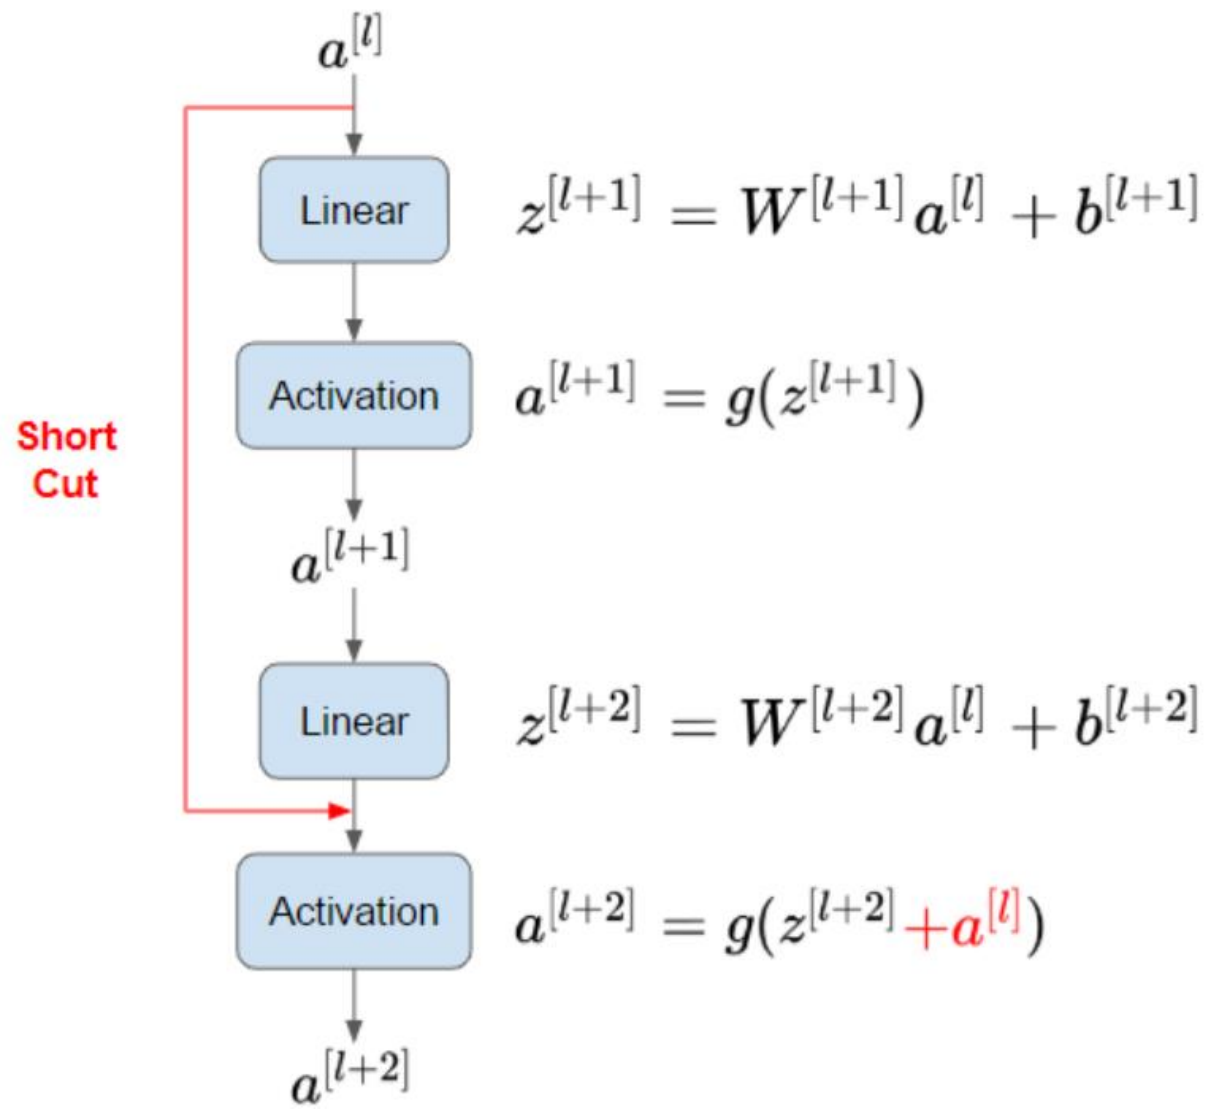 a^{[l]}
Linear
z^{[l+1]} = W^{[l+1]}a^{[l]} + b^{[l+1]}
Activation
a^{[l+1]} = g(z^{[l+1]})
Short
Cut
a^{[l+1]}
Linear
z^{[l+2]} = W^{[l+2]}a^{[l]} + b^{[l+2]}
Activation
a^{[l+2]} = g(z^{[l+2]}+a^{[l]})
a^{[l+2]}